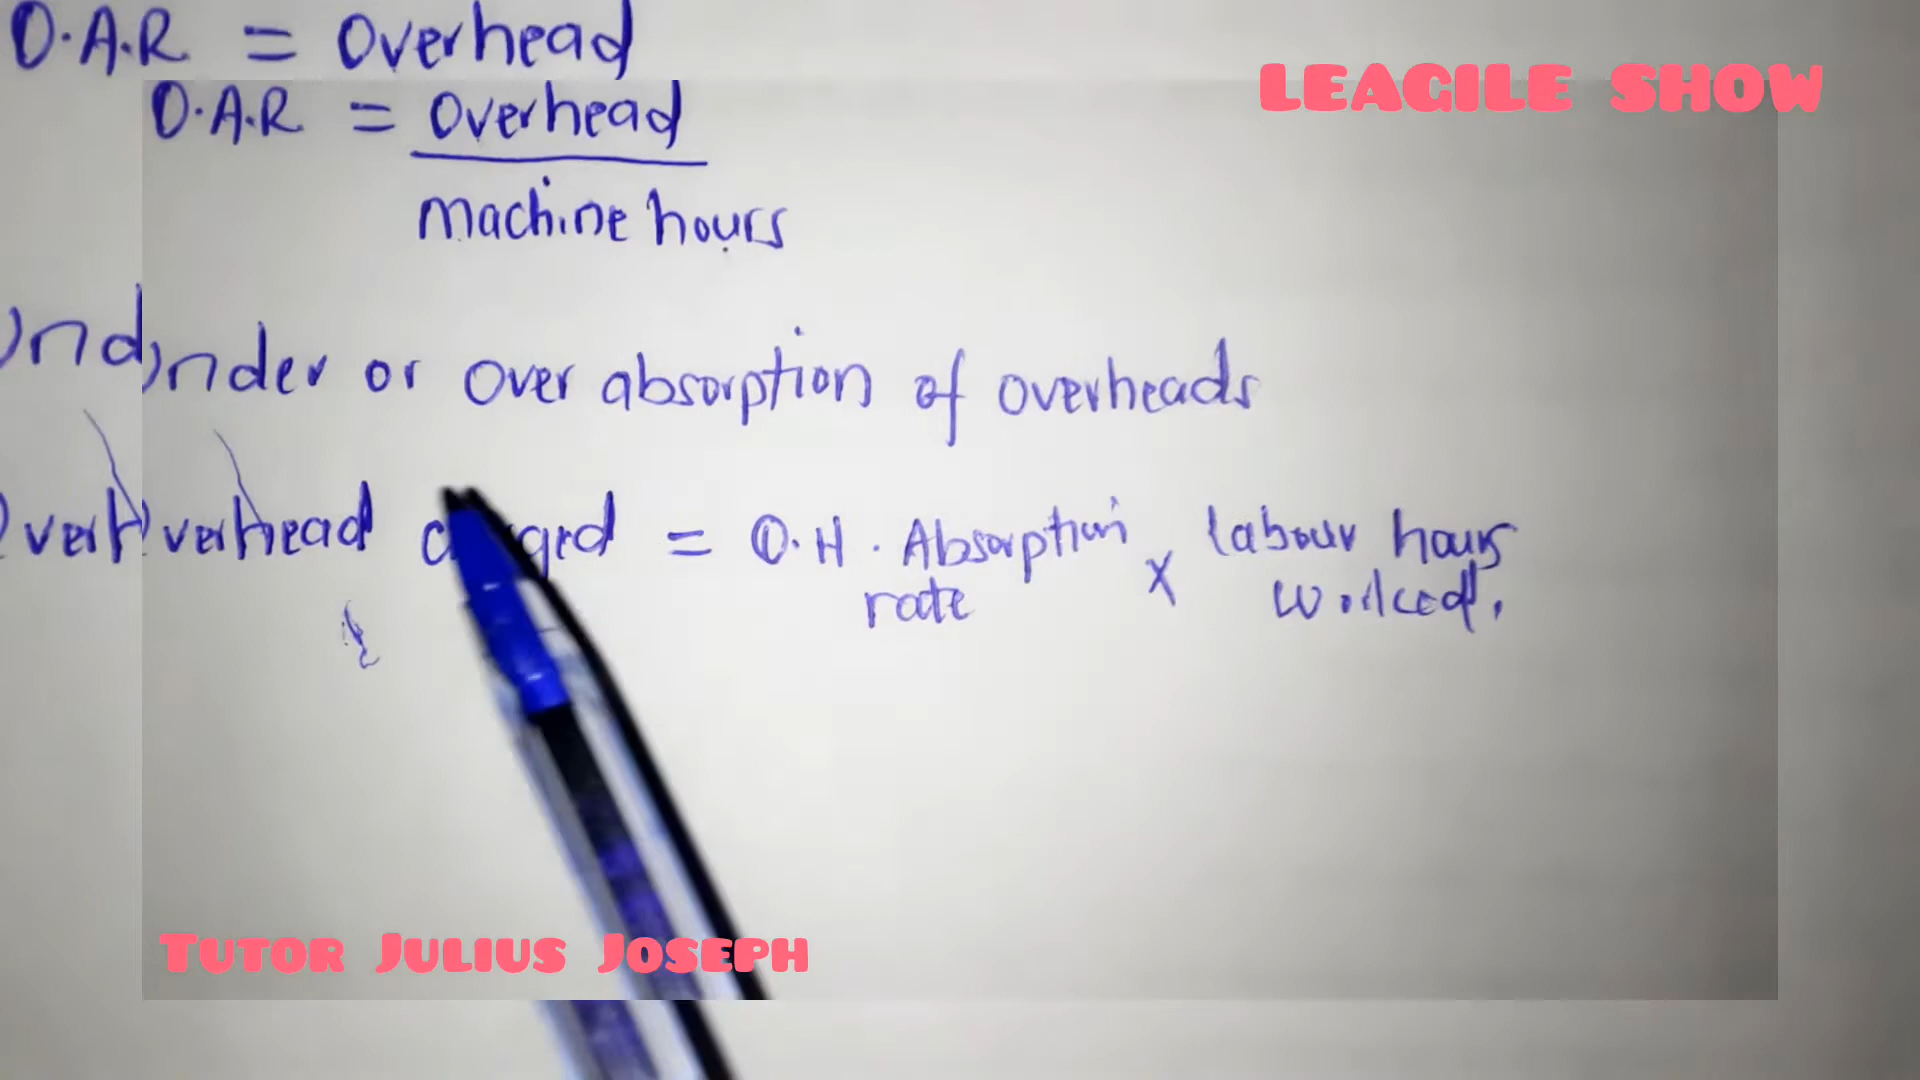 O.A.R = Overhead
LEAGILE SHOW
O.A.R = Overhead
machine hours
Under or over absorption of overheads
Overhead charged = O.H. Absorption rate x labour hours worked.
TUTOR JULIUS JOSEPH